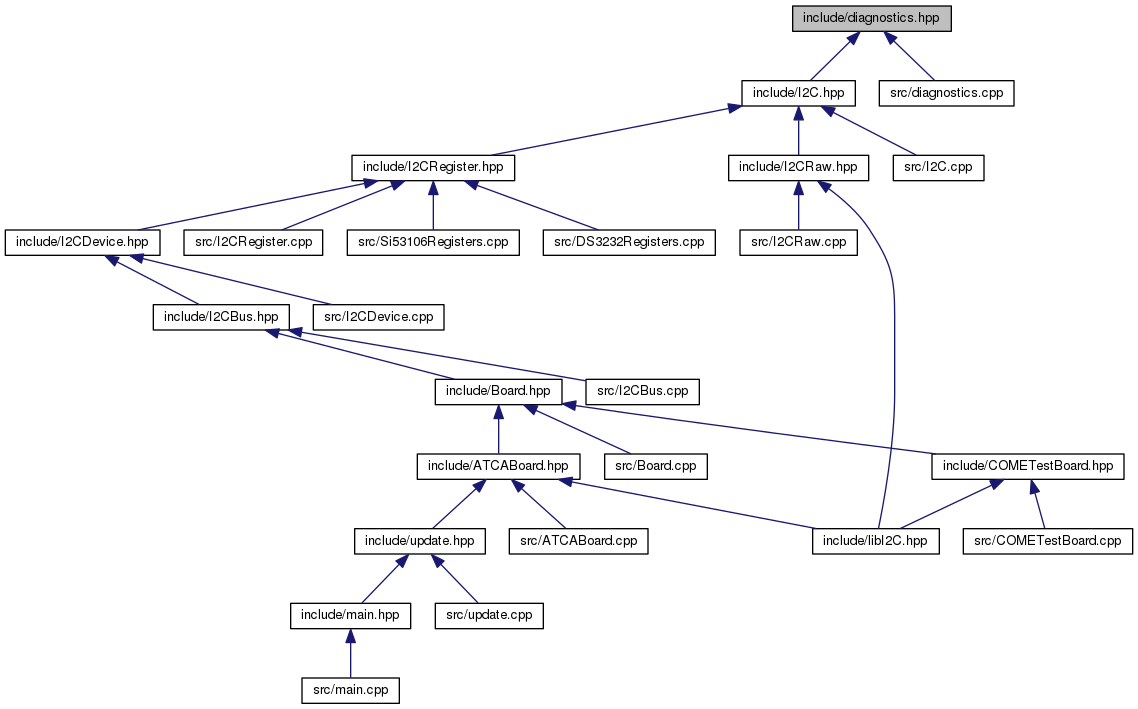 include/diagnostics.hpp
include/I2C.hpp
src/diagnostics.cpp
include/I2CRegister.hpp
include/I2CRaw.hpp
src/I2C.cpp
include/I2CDevice.hpp
src/I2CRegister.cpp
src/Si53106Registers.cpp
src/DS3232Registers.cpp
src/I2CRaw.cpp
include/I2CBus.hpp
src/I2CDevice.cpp
include/Board.hpp
src/I2CBus.cpp
include/ATCABoard.hpp
src/Board.cpp
include/COMETestBoard.hpp
include/update.hpp
src/ATCABoard.cpp
include/libI2C.hpp
src/COMETestBoard.cpp
include/main.hpp
src/update.cpp
src/main.cpp